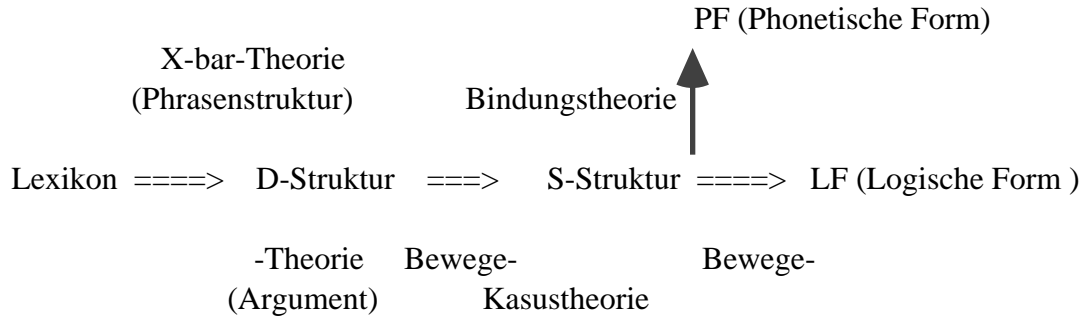 PF (Phonetische Form)
X-bar-Theorie
(Phrasenstruktur) Bindungstheorie
Lexikon ====> D-Struktur ===> S-Struktur ====> LF (Logische Form )
-Theorie Bewege- Bewege-
(Argument) Kasustheorie